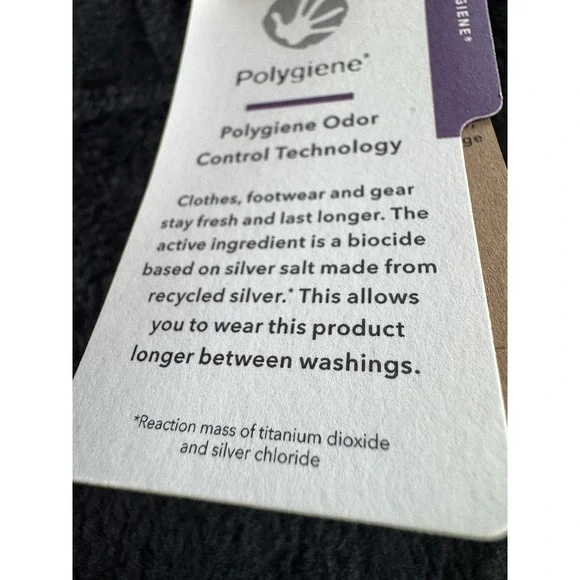 Polygiene*
Polygiene Odor
Control Technology
Clothes, footwear and gear
stay fresh and last longer. The
active ingredient is a biocide
based on silver salt made from
recycled silver.* This allows
you to wear this product
longer between washings.
*Reaction mass of titanium dioxide
and silver chloride
GIENE*
ge